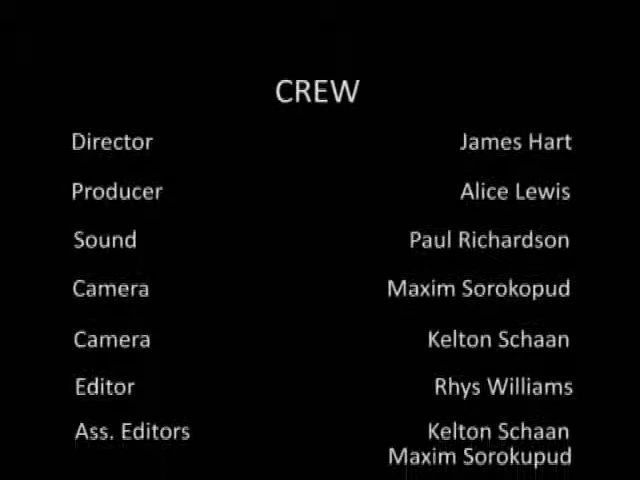 CREW
Director James Hart
Producer Alice Lewis
Sound Paul Richardson
Camera Maxim Sorokopud
Camera Kelton Schaan
Editor Rhys Williams
Ass. Editors Kelton Schaan
Maxim Sorokupud